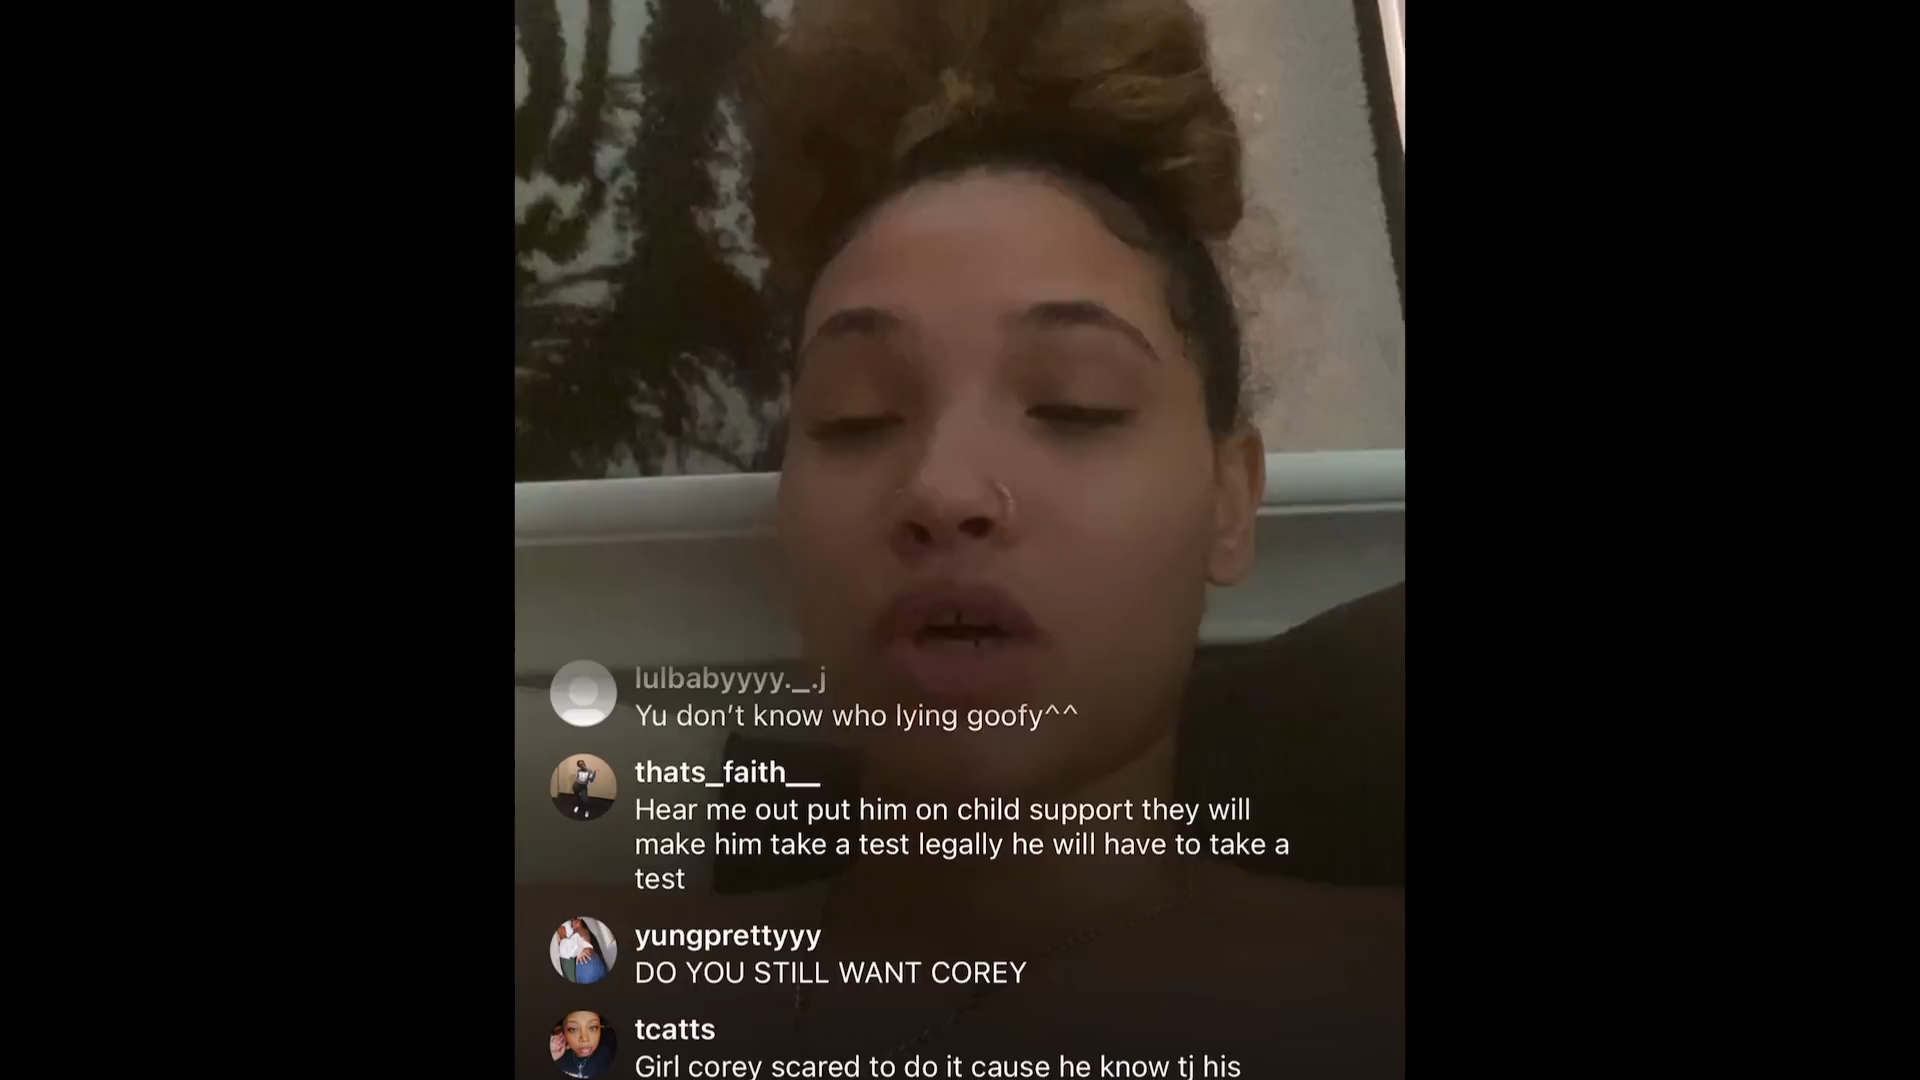 lulbabyyyy._.j
Yu don't know who lying goofy^^
thats_faith__
Hear me out put him on child support they will
make him take a test legally he will have to take a
test
yungprettyyy
DO YOU STILL WANT COREY
tcatts
Girl corey scared to do it cause he know tj his